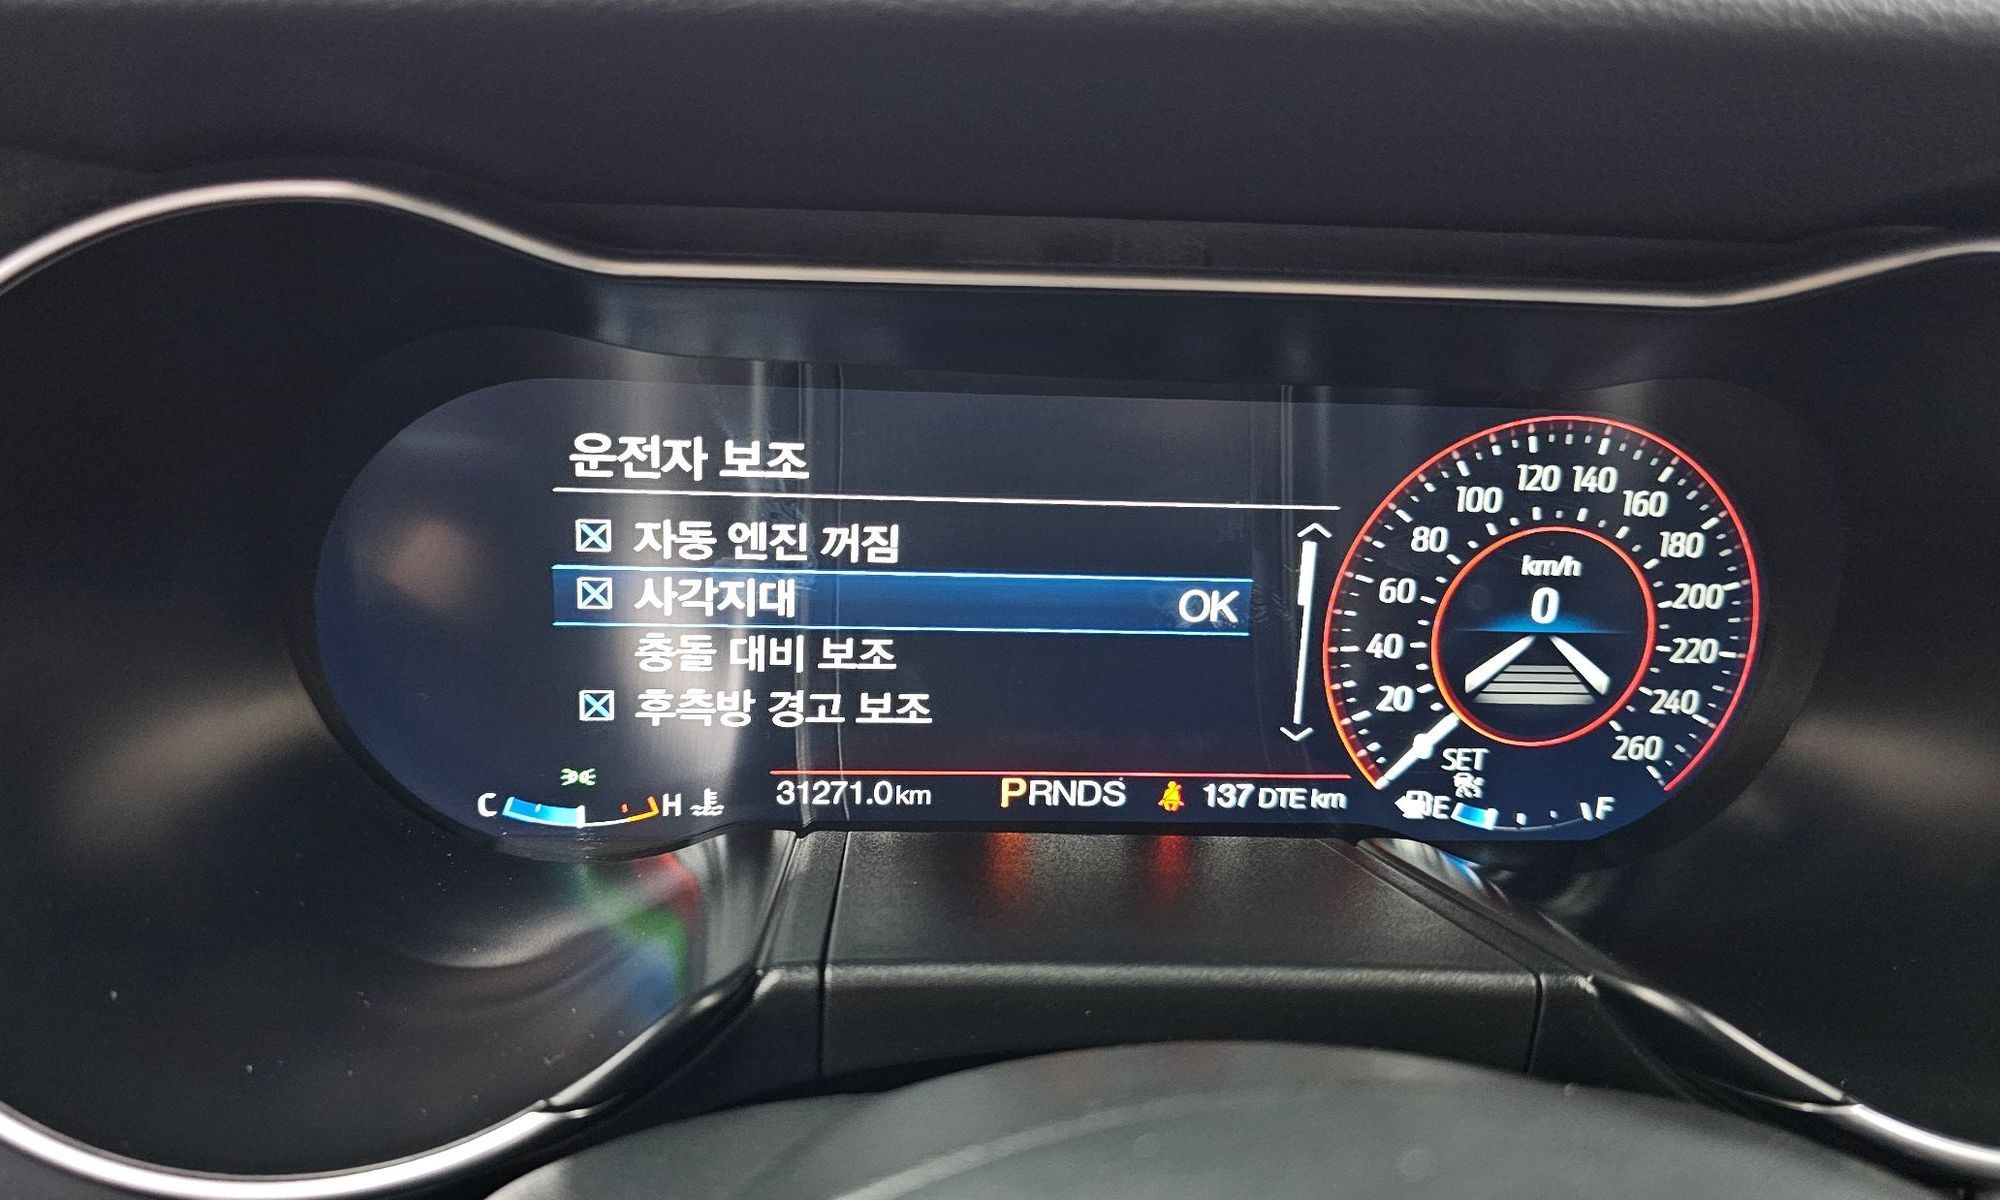 운전자 보조
자동 엔진 꺼짐
사각지대 OK
충돌 대비 보조
후측방 경고 보조
C H
31271.0 km
PRNDS
137 DTE km
20 40 60 80 100 120 140 160 180 200 220 240 260
km/h
0
SET
E F